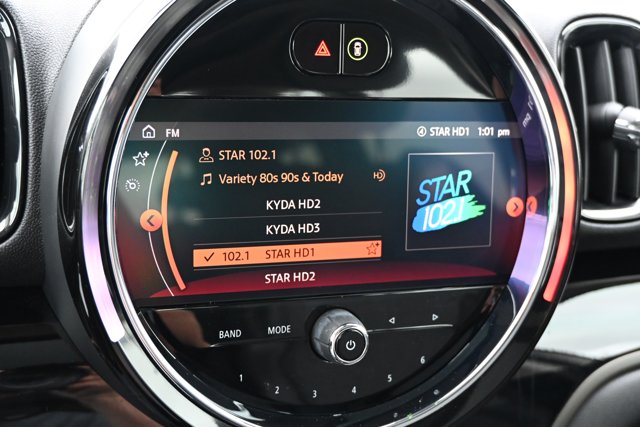 FM STAR HD1 1:01 pm
STAR 102.1
Variety 80s 90s & Today HD
KYDA HD2
KYDA HD3
102.1 STAR HD1
STAR HD2
STAR
102.1
BAND MODE
1 2 3 4 5 6